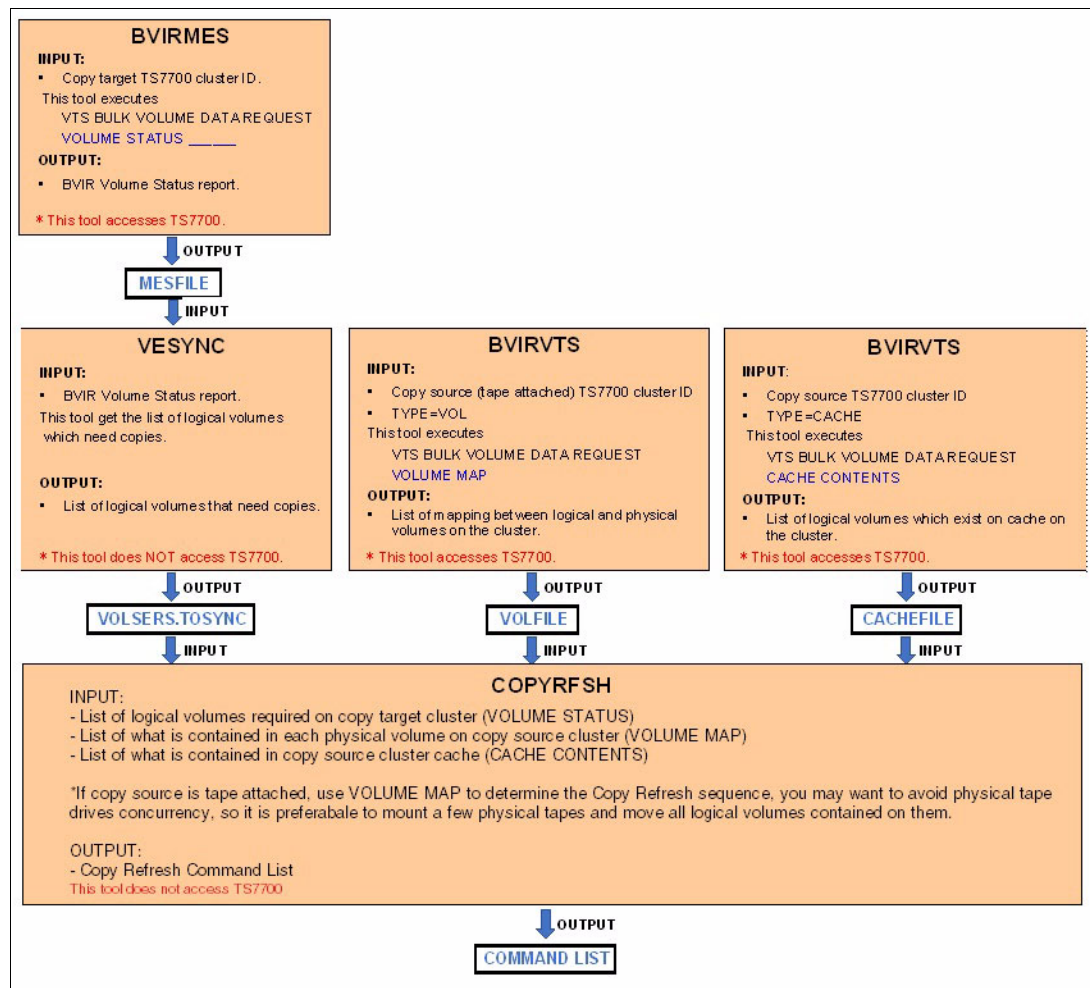 BVIRMES
INPUT:
▪ Copy target TS7700 cluster ID.
This tool executes
VTS BULK VOLUME DATA REQUEST
VOLUME STATUS ______
OUTPUT:
▪ BVIR Volume Status report.
* This tool accesses TS7700.
OUTPUT
MESFILE
INPUT
VESYNC
INPUT:
▪ BVIR Volume Status report.
This tool get the list of logical volumes
which need copies.
OUTPUT:
▪ List of logical volumes that need copies.
* This tool does NOT access TS7700.
OUTPUT
VOLSERS.TOSYNC
INPUT
BVIRVTS
INPUT:
▪ Copy source (tape attached) TS7700 cluster ID
▪ TYPE=VOL
This tool executes
VTS BULK VOLUME DATA REQUEST
VOLUME MAP
OUTPUT:
▪ List of mapping between logical and physical
volumes on the cluster.
* This tool accesses TS7700.
OUTPUT
VOLFILE
INPUT
BVIRVTS
INPUT:
▪ Copy source TS7700 cluster ID
▪ TYPE=CACHE
This tool executes
VTS BULK VOLUME DATA REQUEST
CACHE CONTENTS
OUTPUT:
▪ List of logical volumes which exist on cache on
the cluster.
* This tool accesses TS7700.
OUTPUT
CACHEFILE
INPUT
COPYRFSH
INPUT:
- List of logical volumes required on copy target cluster (VOLUME STATUS)
- List of what is contained in each physical volume on copy source cluster (VOLUME MAP)
- List of what is contained in copy source cluster cache (CACHE CONTENTS)
*If copy source is tape attached, use VOLUME MAP to determine the Copy Refresh sequence, you may want to avoid physical tape
drives concurrency, so it is preferabale to mount a few physical tapes and move all logical volumes contained on them.
OUTPUT:
- Copy Refresh Command List
This tool does not access TS7700
OUTPUT
COMMAND LIST